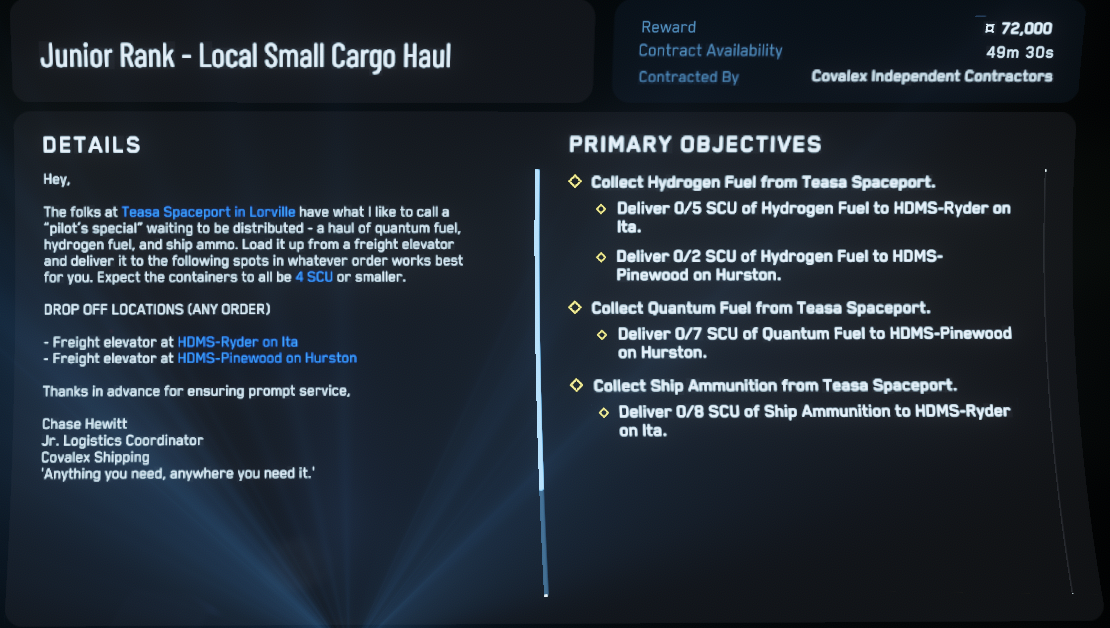 Junior Rank - Local Small Cargo Haul
Reward
¤ 72,000
Contract Availability
49m 30s
Contracted By
Covalex Independent Contractors
DETAILS
Hey,
The folks at Teasa Spaceport in Lorville have what I like to call a
"pilot's special" waiting to be distributed - a haul of quantum fuel,
hydrogen fuel, and ship ammo. Load it up from a freight elevator
and deliver it to the following spots in whatever order works best
for you. Expect the containers to all be 4 SCU or smaller.
DROP OFF LOCATIONS (ANY ORDER)
- Freight elevator at HDMS-Ryder on Ita
- Freight elevator at HDMS-Pinewood on Hurston
Thanks in advance for ensuring prompt service,
Chase Hewitt
Jr. Logistics Coordinator
Covalex Shipping
'Anything you need, anywhere you need it.'
PRIMARY OBJECTIVES
Collect Hydrogen Fuel from Teasa Spaceport.
Deliver 0/5 SCU of Hydrogen Fuel to HDMS-Ryder on
Ita.
Deliver 0/2 SCU of Hydrogen Fuel to HDMS-
Pinewood on Hurston.
Collect Quantum Fuel from Teasa Spaceport.
Deliver 0/7 SCU of Quantum Fuel to HDMS-Pinewood
on Hurston.
Collect Ship Ammunition from Teasa Spaceport.
Deliver 0/8 SCU of Ship Ammunition to HDMS-Ryder
on Ita.